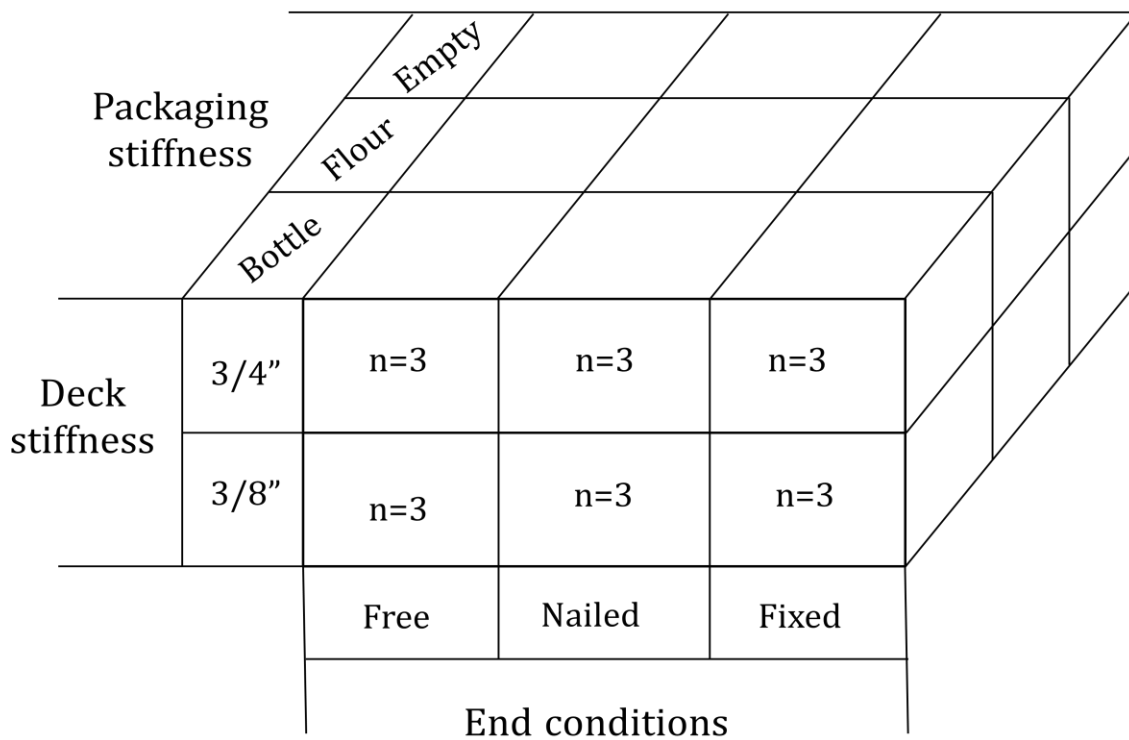 Empty
Packaging
stiffness
Flour
Bottle
3/4” n=3 n=3 n=3
Deck
stiffness
3/8” n=3 n=3 n=3
Free Nailed Fixed
End conditions